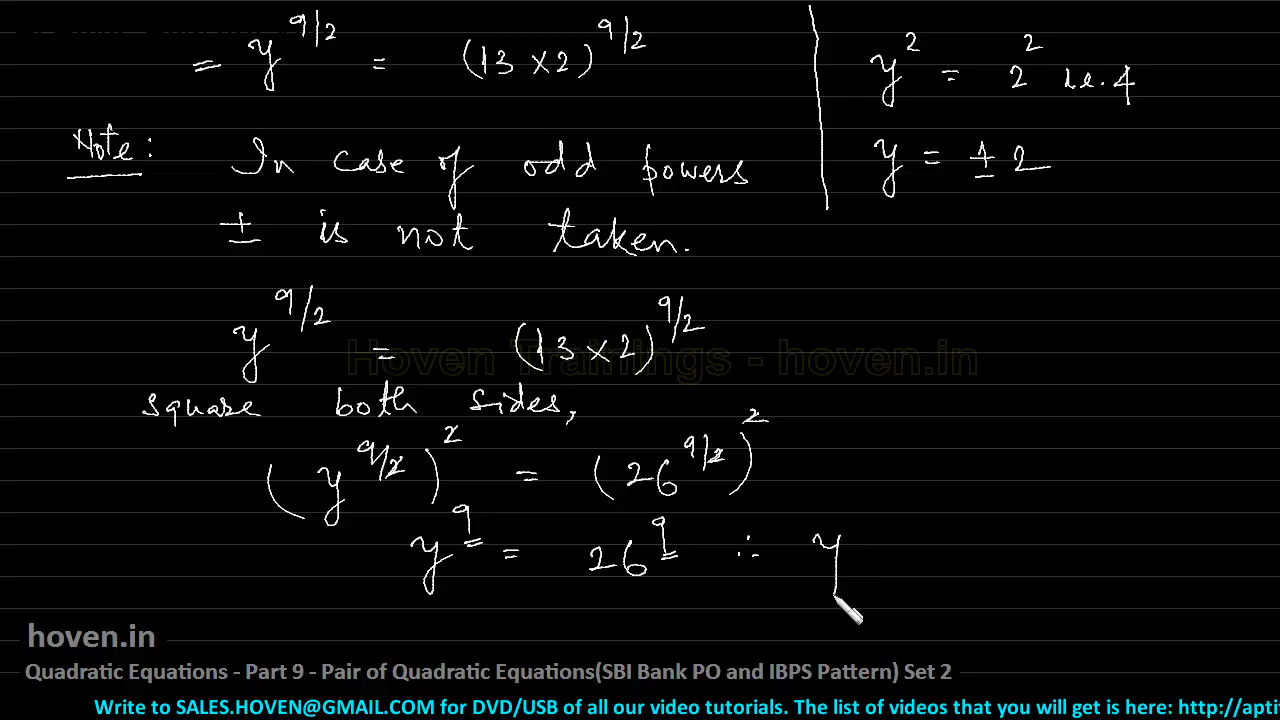 = y^9/2 = (13 × 2)^9/2
y^2 = 2^2 i.e. 4
y = ± 2
Note: In case of odd powers
± is not taken.
y^9/2 = (13 × 2)^9/2
Hoven Trainings - hoven.in
square both sides,
(y^9/2)^2 = (26^9/2)^2
y^9 = 26^9 ∴ y
hoven.in
Quadratic Equations - Part 9 - Pair of Quadratic Equations(SBI Bank PO and IBPS Pattern) Set 2
Write to SALES.HOVEN@GMAIL.COM for DVD/USB of all our video tutorials. The list of videos that you will get is here: http://apti